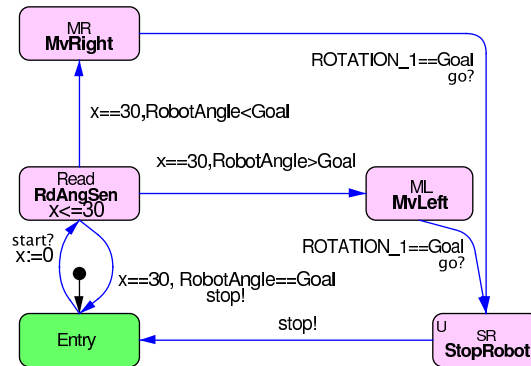 MR
MvRight
ROTATION_1==Goal
go?
x==30,RobotAngle<Goal
x==30,RobotAngle>Goal
Read
RdAngSen
x<=30
ML
MvLeft
start?
x:=0
ROTATION_1==Goal
go?
x==30, RobotAngle==Goal
stop!
Entry
stop!
U
SR
StopRobot